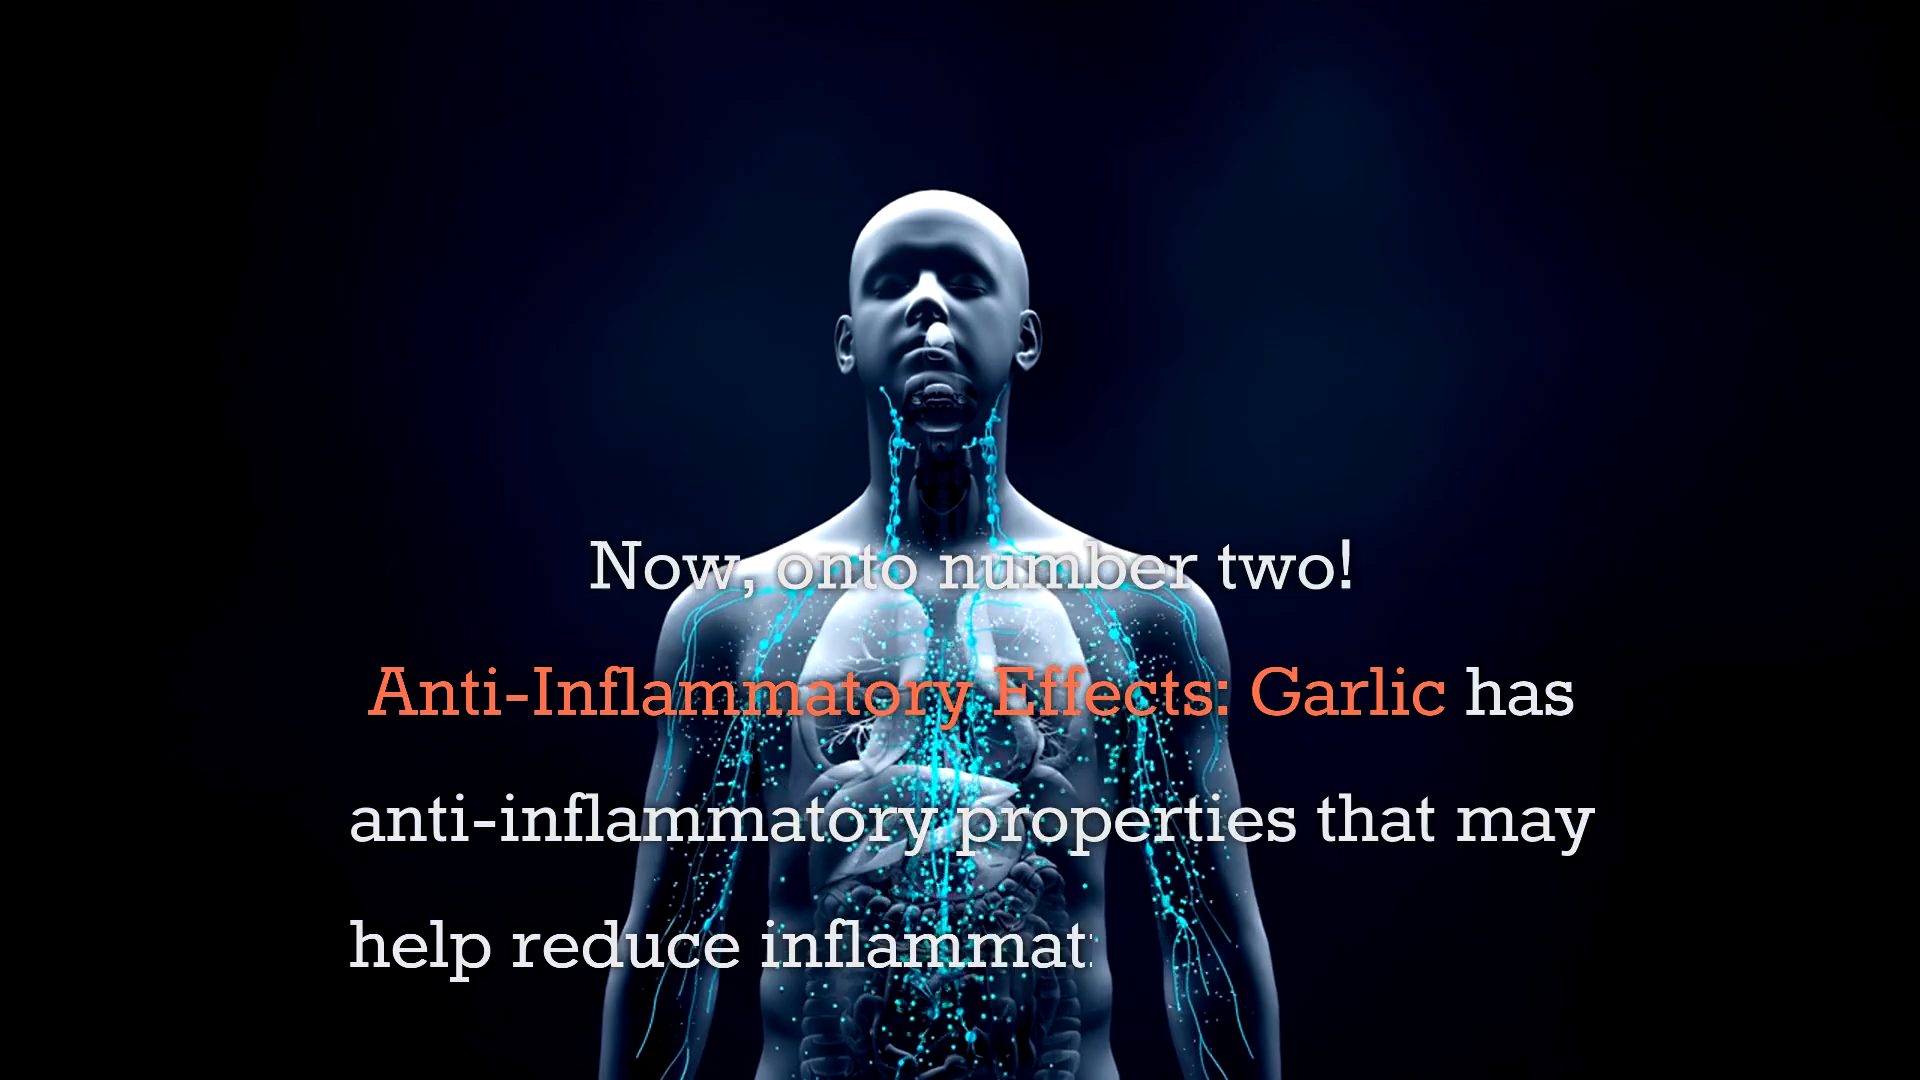 Now, onto number two!
Anti-Inflammatory Effects: Garlic has
anti-inflammatory properties that may
help reduce inflammat